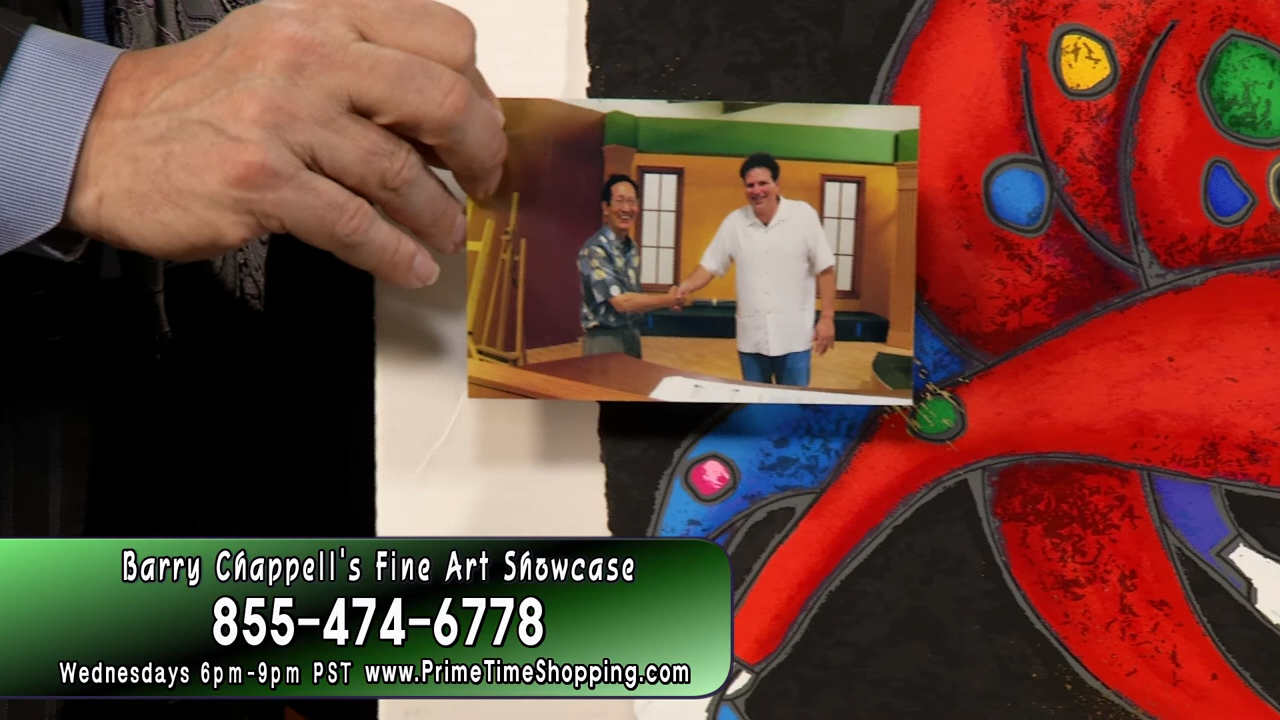 Barry Chappell's Fine Art Showcase
855-474-6778
Wednesdays 6pm-9pm PST www.PrimeTimeShopping.com